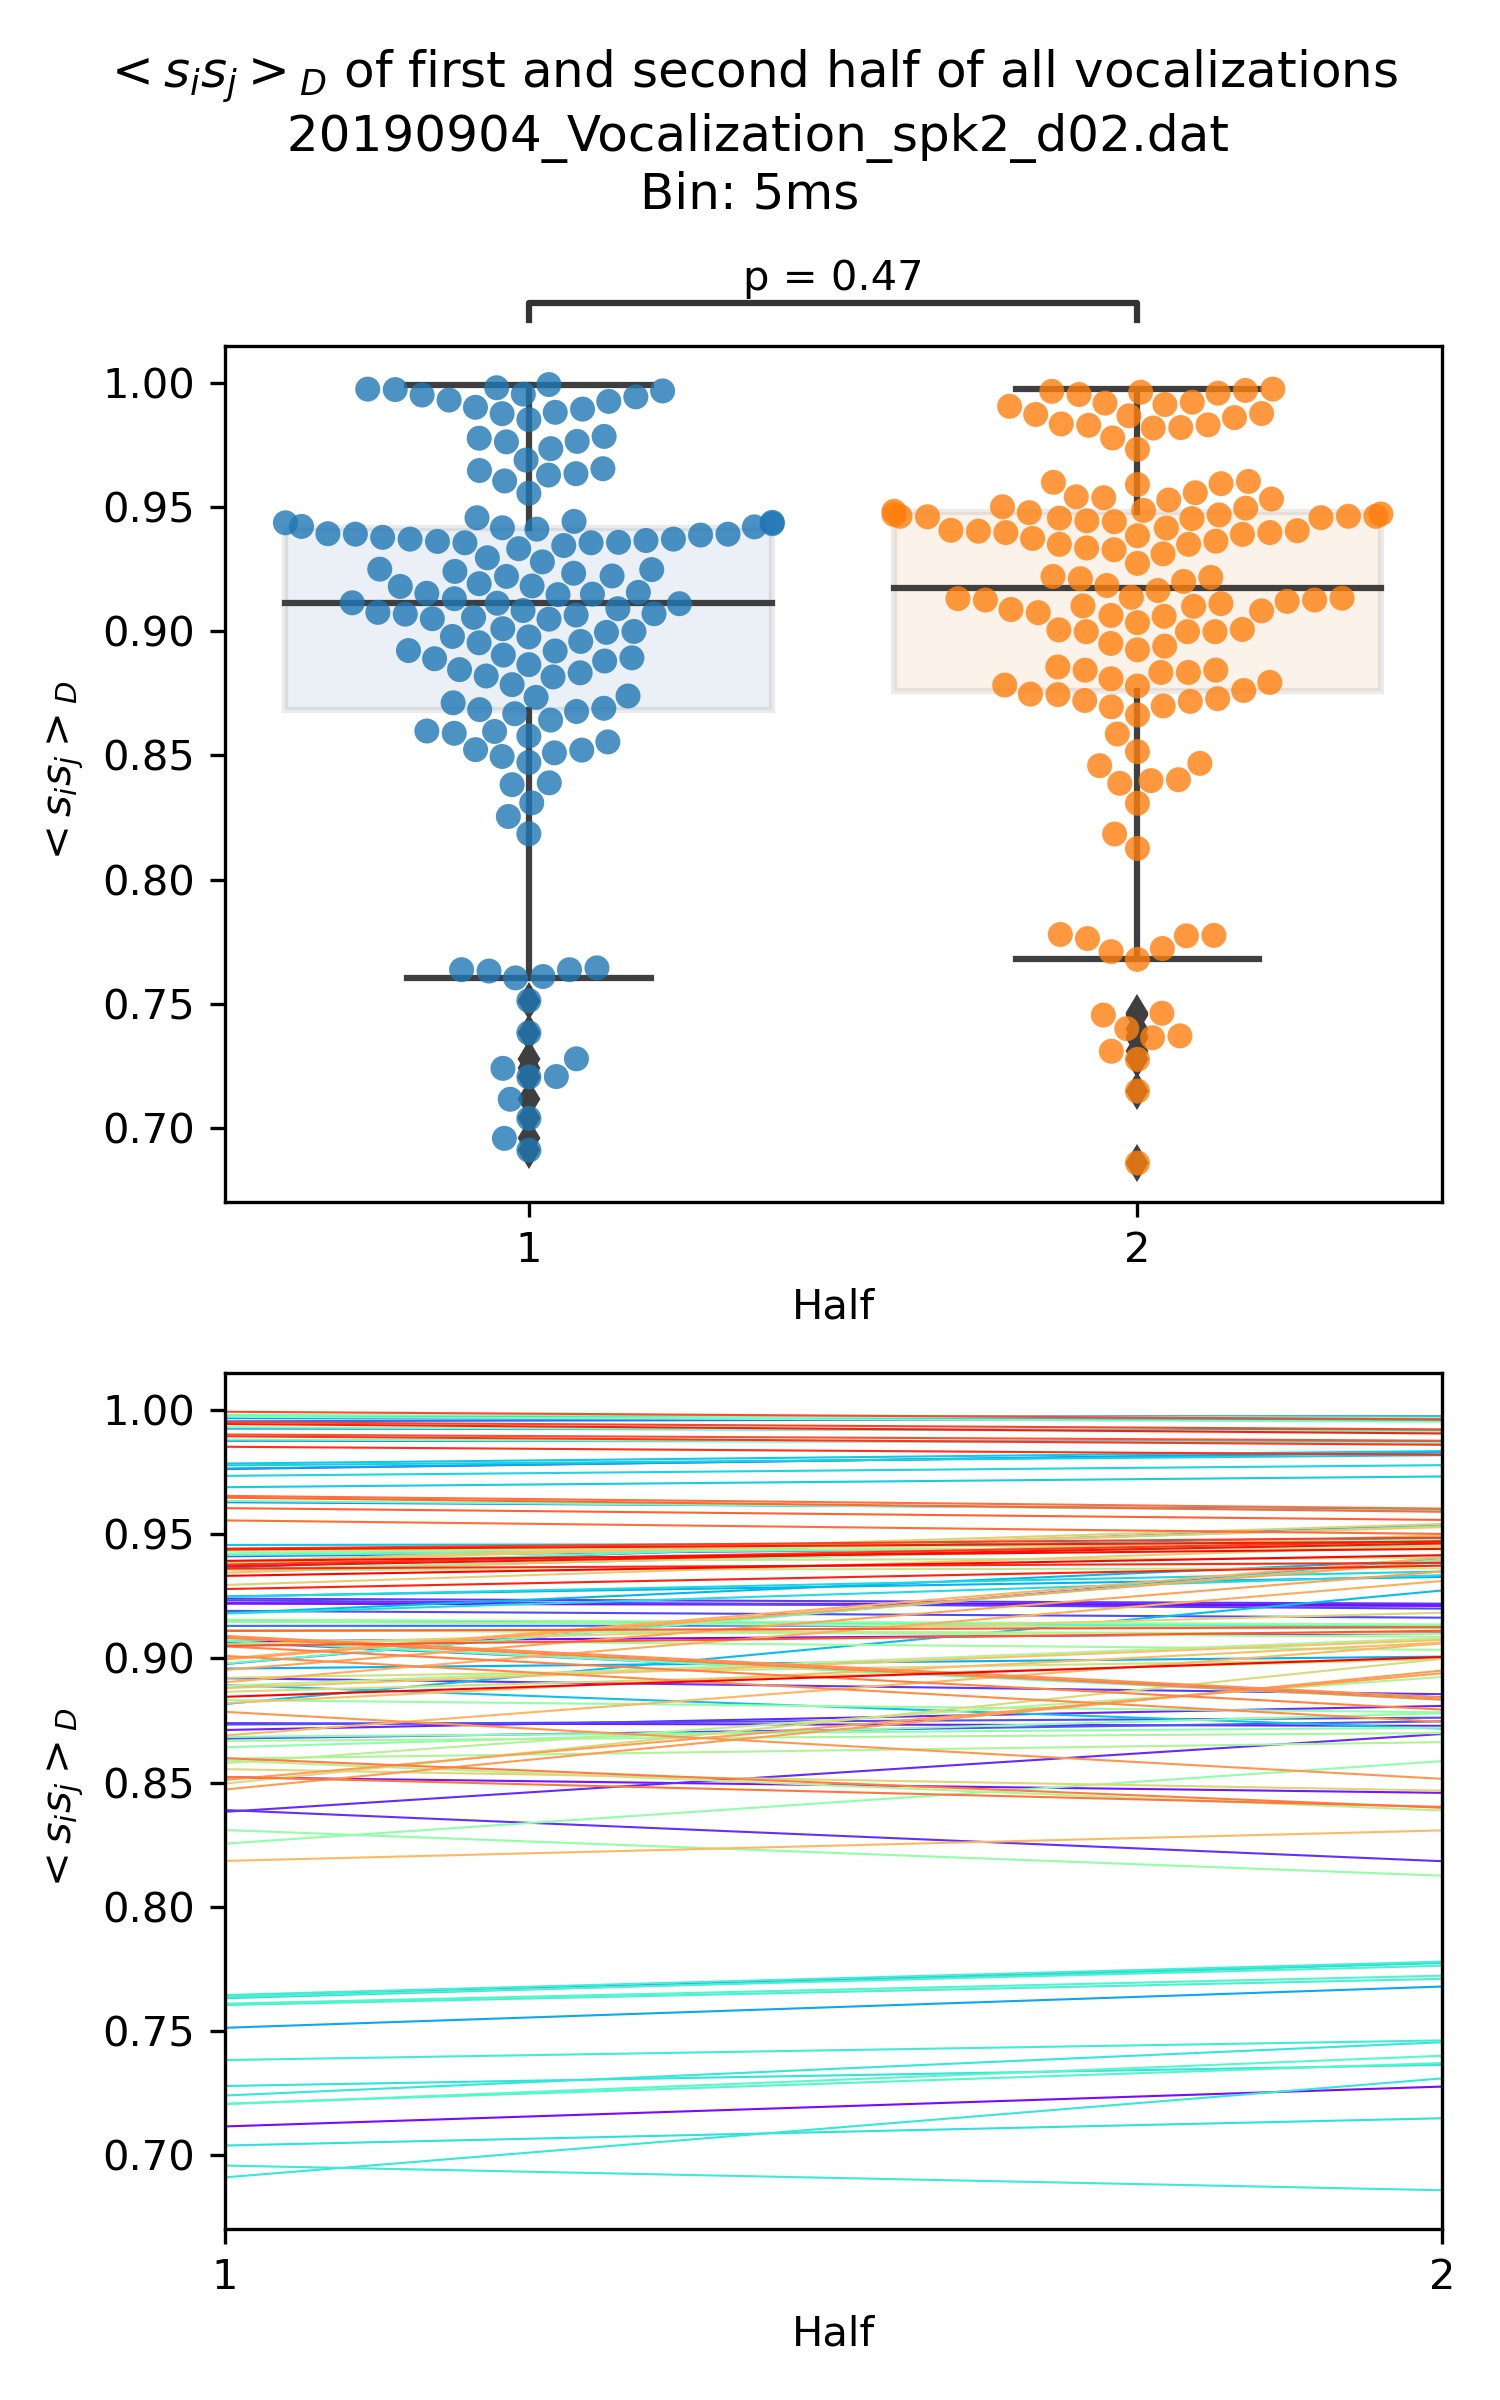 < s_i s_j >_D of first and second half of all vocalizations
20190904_Vocalization_spk2_d02.dat
Bin: 5ms
p = 0.47
1.00
0.95
0.90
0.85
0.80
0.75
0.70
< s_i s_j >_D
1 2
Half
1.00
0.95
0.90
0.85
0.80
0.75
0.70
< s_i s_j >_D
1 2
Half